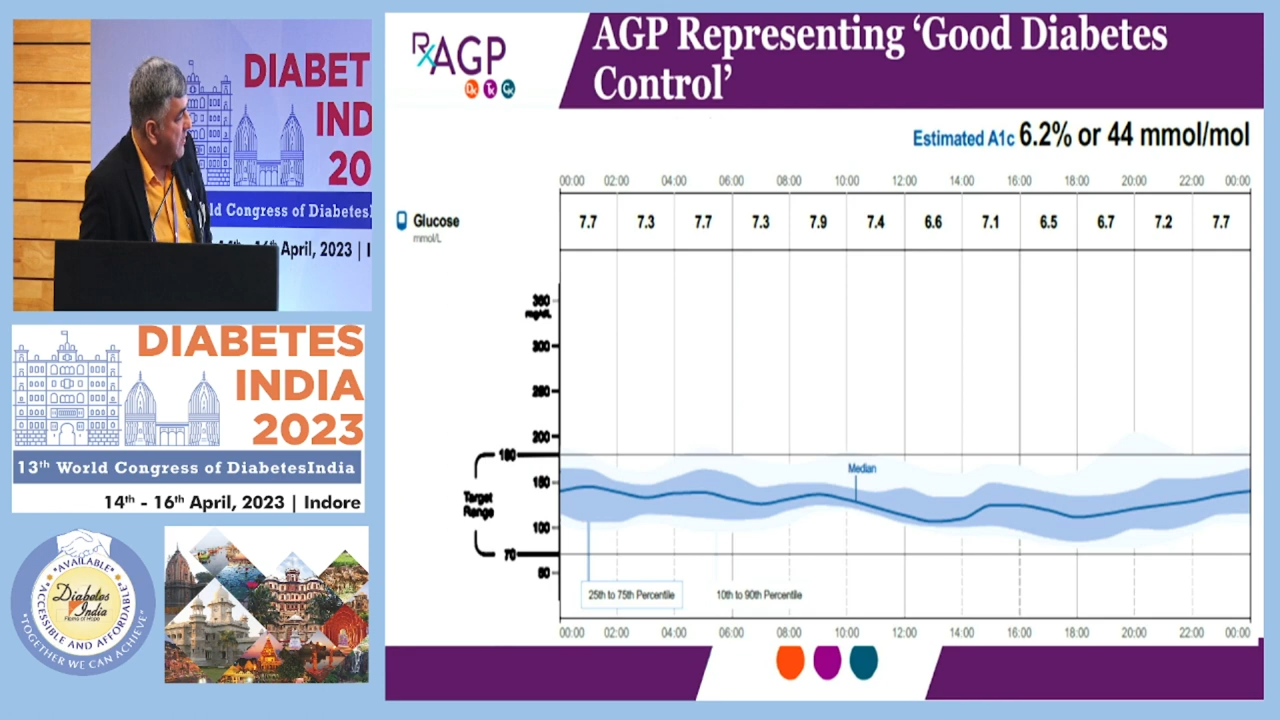 DIABET
IND
20
ld Congress of DiabetesI
April, 2023 | I
DIABETES
INDIA
2023
13th World Congress of DiabetesIndia
14th - 16th April, 2023 | Indore
AVAILABLE
ACCESSIBLE AND AFFORDABLE
"TOGETHER WE CAN ACHIEVE"
Diabetes
India
Rx AGP
AGP Representing ‘Good Diabetes
Control’
Estimated A1c 6.2% or 44 mmol/mol
00:00 02:00 04:00 06:00 08:00 10:00 12:00 14:00 16:00 18:00 20:00 22:00 00:00
Glucose 7.7 7.3 7.7 7.3 7.9 7.4 6.6 7.1 6.5 6.7 7.2 7.7
mmol/L
300
200
180
Median
150
Target
Range
100
70
25th to 75th Percentile
10th to 90th Percentile
00:00 02:00 04:00 06:00 08:00 10:00 12:00 14:00 16:00 18:00 20:00 22:00 00:00